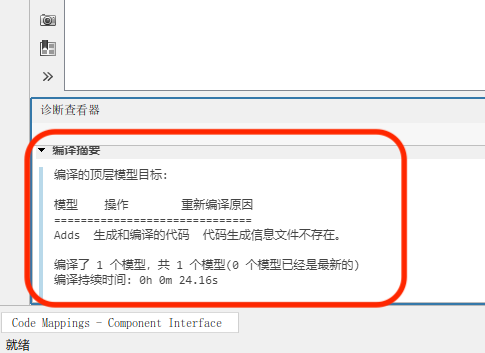 诊断查看器
编译摘要
编译的顶层模型目标:
模型 操作 重新编译原因
==============================
Adds 生成和编译的代码 代码生成信息文件不存在。
编译了 1 个模型, 共 1 个模型(0 个模型已经是最新的)
编译持续时间: 0h 0m 24.16s
Code Mappings - Component Interface
就绪